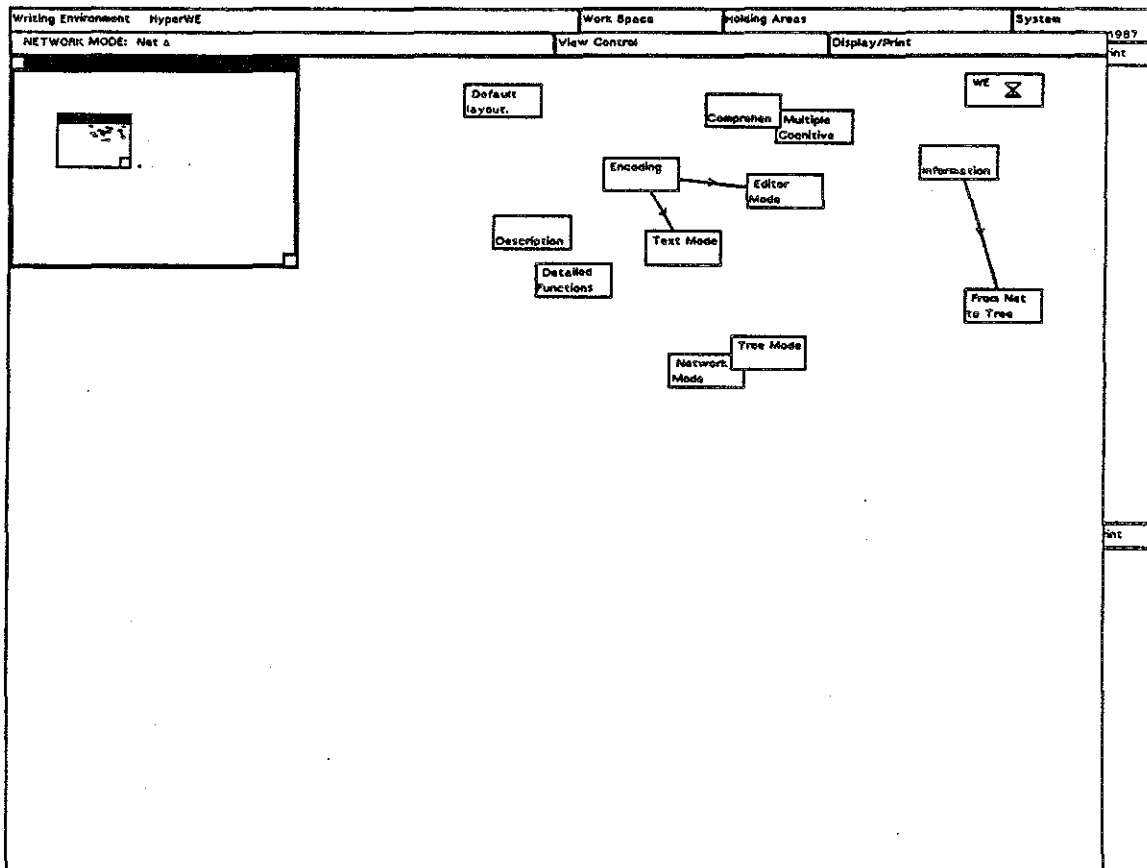 Writing Environment HyperWE
Work Space
Holding Areas
System
1987
NETWORK MODE: Net a
View Control
Display/Print
int
Default
layout.
Comprehen
Multiple
Cognitive
WE
Encoding
Editor
Mode
Information
Description
Text Mode
Detailed
Functions
From Net
to Tree
Tree Mode
Network
Mode
int